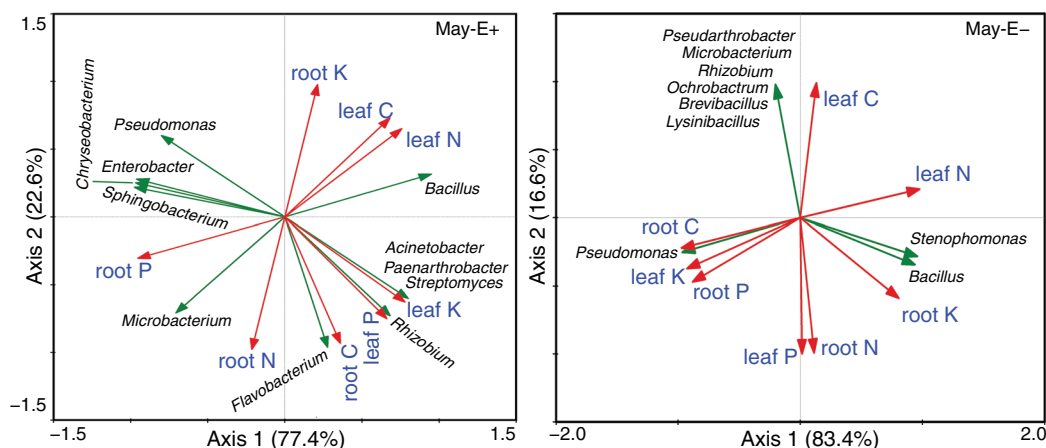 1.5
May-E+
root K
leaf C
leaf N
Pseudomonas
Chryseobacterium
Enterobacter
Sphingobacterium
Bacillus
Axis 2 (22.6%)
root P
Acinetobacter
Paenarthrobacter
Streptomyces
leaf K
Microbacterium
Rhizobium
leaf P
root C
root N
Flavobacterium
−1.5
−1.5
Axis 1 (77.4%)
1.5
May-E−
Pseudarthrobacter
Microbacterium
Rhizobium
Ochrobactrum
Brevibacillus
Lysinibacillus
leaf C
leaf N
Axis 2 (16.6%)
root C
Pseudomonas
leaf K
root P
Stenophomonas
Bacillus
root K
leaf P
root N
−2.0
Axis 1 (83.4%)
2.0